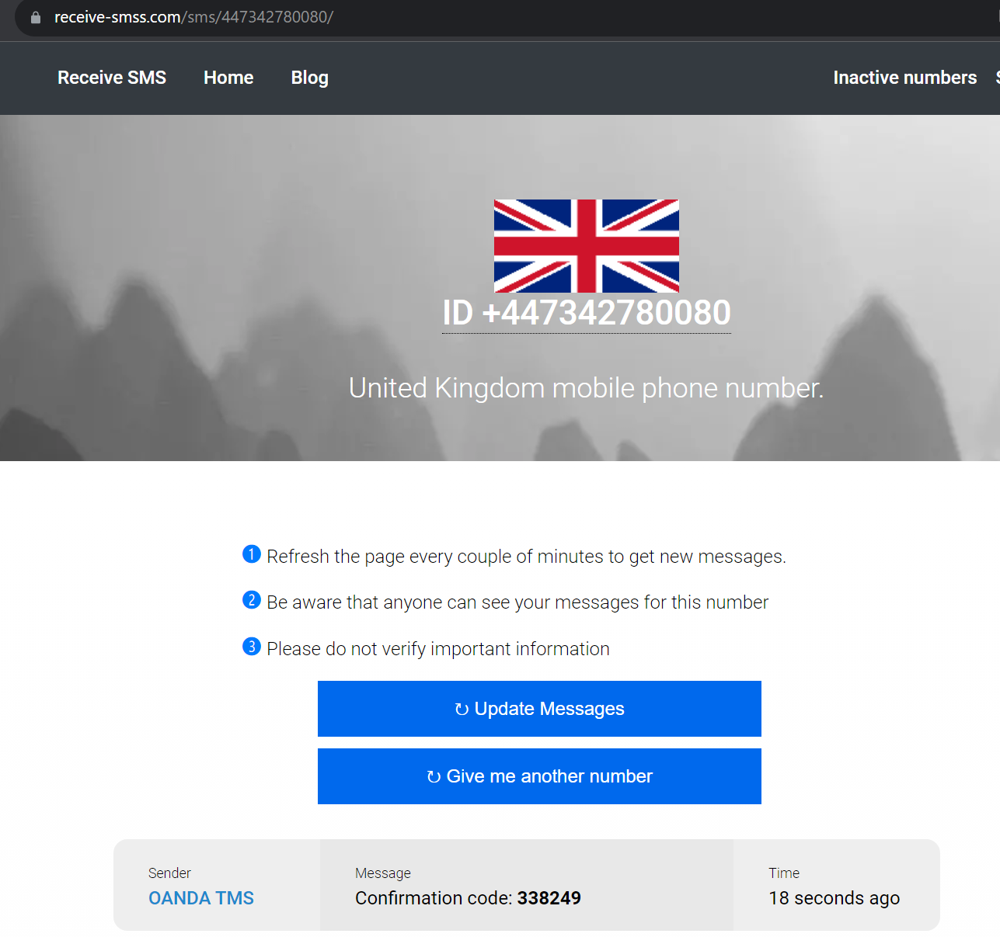 receive-smss.com/sms/447342780080/
Receive SMS Home Blog Inactive numbers
ID +447342780080
United Kingdom mobile phone number.
1 Refresh the page every couple of minutes to get new messages.
2 Be aware that anyone can see your messages for this number
3 Please do not verify important information
↻ Update Messages
↻ Give me another number
Sender Message Time
OANDA TMS Confirmation code: 338249 18 seconds ago